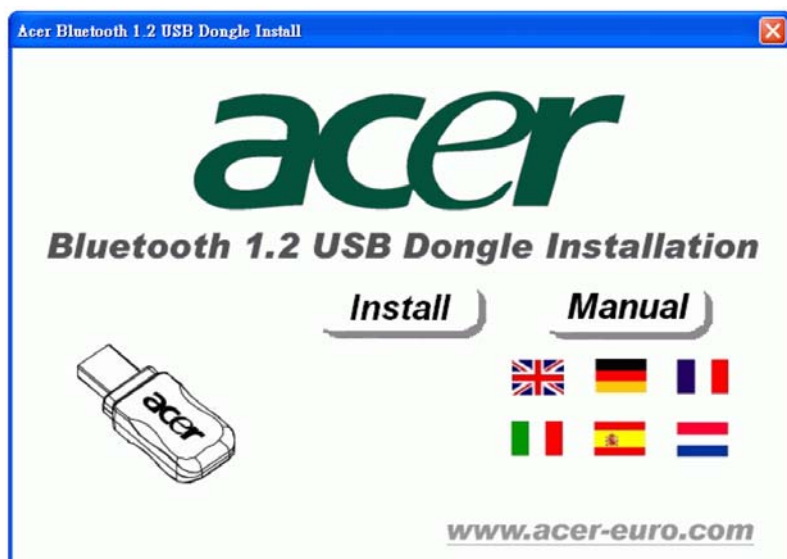 Acer Bluetooth 1.2 USB Dongle Install
acer
Bluetooth 1.2 USB Dongle Installation
Install Manual
acer
www.acer-euro.com